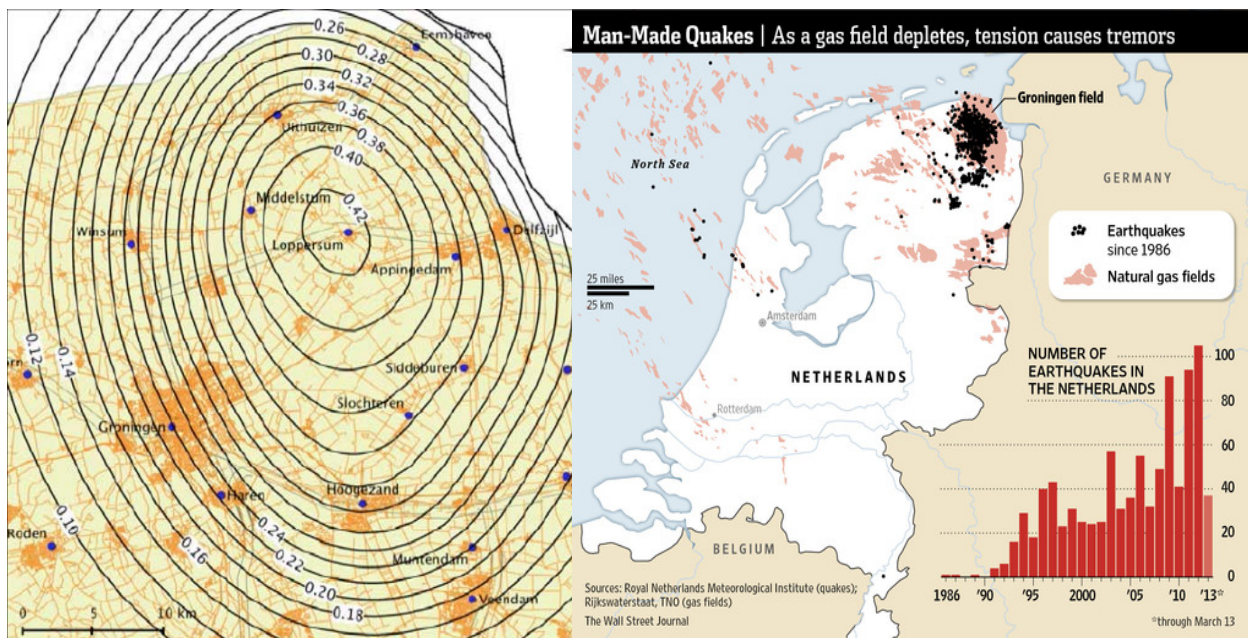 0.26
Eemshaven
0.28
0.30
0.32
0.34
0.36
Uithuizen
0.38
0.40
Middelstum
0.42
Winsum
Delfzijl
Loppersum
Appingedam
0.12
0.14
Siddeburen
Slochteren
Groningen
Haren
Hoogezand
0.10
Roden
0.24
0.16
0.22
Muntendam
0.20
Veendam
0.18
0 5 10 km
Man-Made Quakes | As a gas field depletes, tension causes tremors
Groningen field
North Sea
GERMANY
Earthquakes
since 1986
Natural gas fields
25 miles
25 km
Amsterdam
NETHERLANDS
Rotterdam
BELGIUM
NUMBER OF
EARTHQUAKES IN
THE NETHERLANDS
100
80
60
40
20
0
1986 '90 '95 2000 '05 '10 '13*
*through March 13
Sources: Royal Netherlands Meteorological Institute (quakes);
Rijkswaterstaat, TNO (gas fields)
The Wall Street Journal